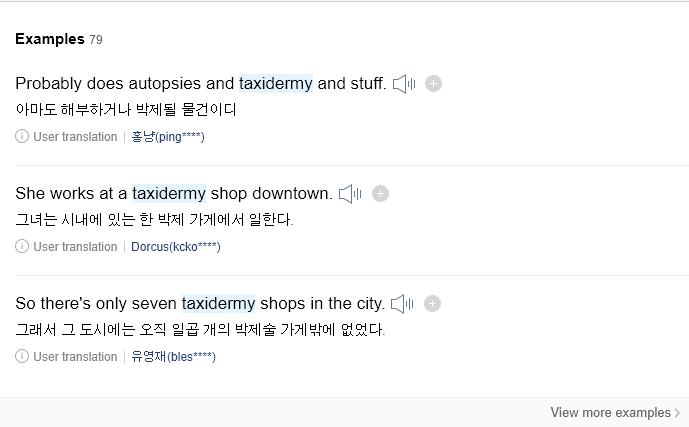 Examples 79
Probably does autopsies and taxidermy and stuff.
아마도 해부하거나 박제될 물건이디
User translation 홍냥(ping****)
She works at a taxidermy shop downtown.
그녀는 시내에 있는 한 박제 가게에서 일한다.
User translation Dorcus(kcko****)
So there's only seven taxidermy shops in the city.
그래서 그 도시에는 오직 일곱 개의 박제술 가게밖에 없었다.
User translation 유영재(bles****)
View more examples